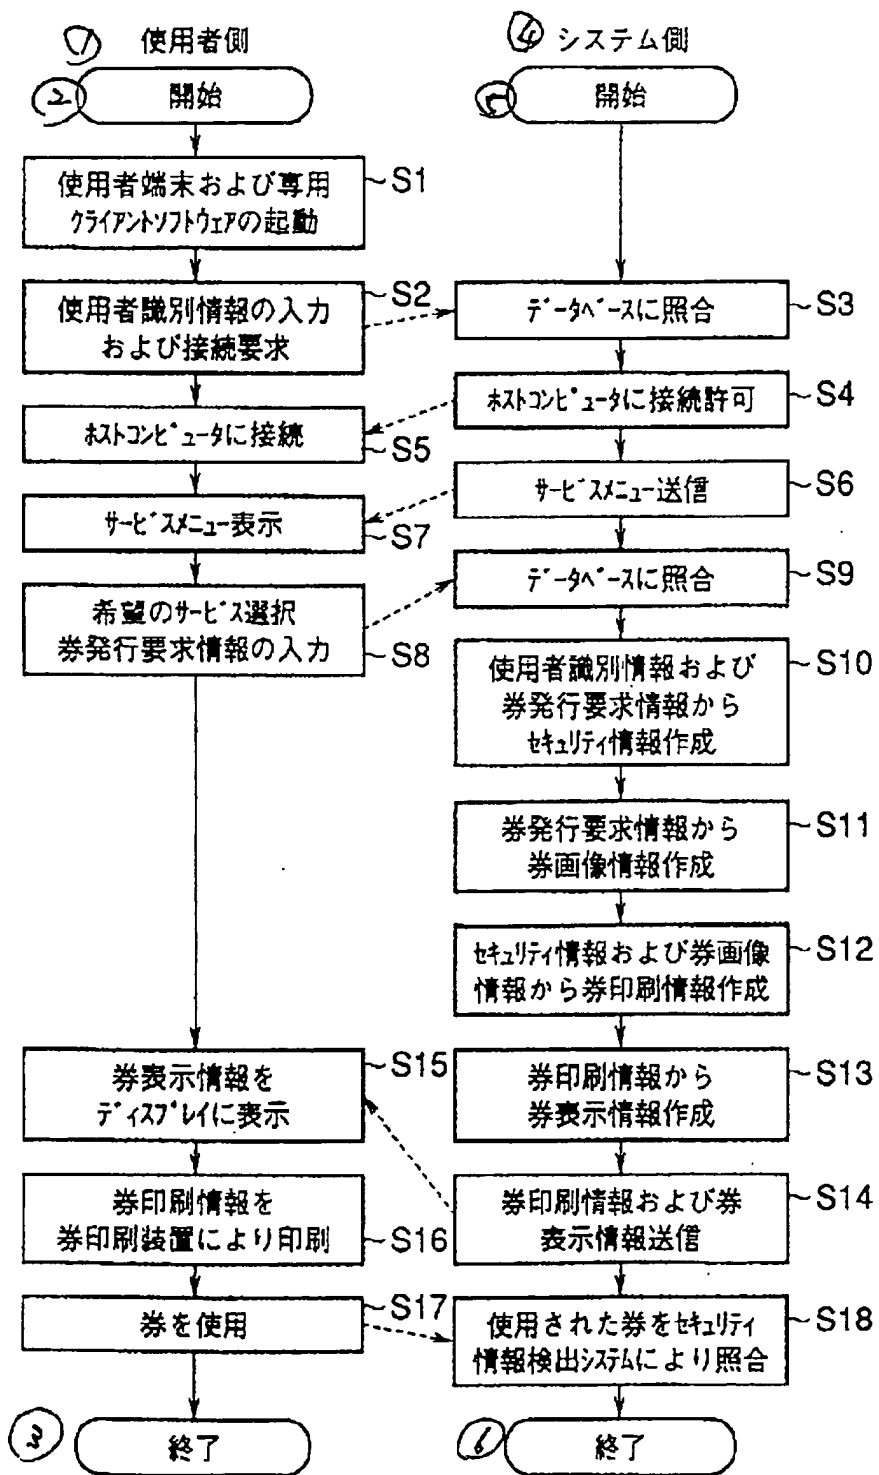 ① 使用者側
② 開始
使用者端末および専用
クライアントソフトウェアの起動
S1
使用者識別情報の入力
および接続要求
S2
ホストコンピュータに接続
S5
サービスメニュー表示
S7
希望のサービス選択
券発行要求情報の入力
S8
券表示情報を
ディスプレイに表示
S15
券印刷情報を
券印刷装置により印刷
S16
券を使用
S17
③ 終了
④ システム側
⑤ 開始
データベースに照合
S3
ホストコンピュータに接続許可
S4
サービスメニュー送信
S6
データベースに照合
S9
使用者識別情報および
券発行要求情報から
セキュリティ情報作成
S10
券発行要求情報から
券画像情報作成
S11
セキュリティ情報および券画像
情報から券印刷情報作成
S12
券印刷情報から
券表示情報作成
S13
券印刷情報および券
表示情報送信
S14
使用された券をセキュリティ
情報検出システムにより照合
S18
⑥ 終了